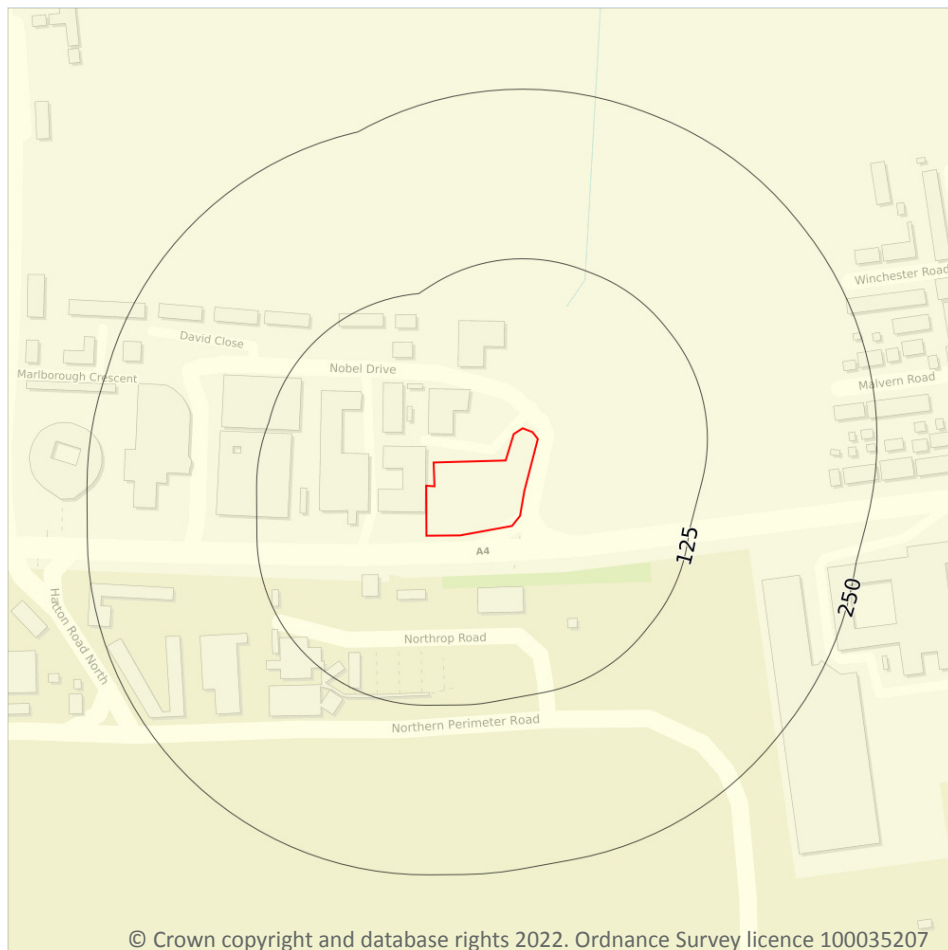 Winchester Road
David Close
Nobel Drive
Marlborough Crescent
Malvern Road
125
A4
250
Hatton Road North
Northrop Road
Northern Perimeter Road
© Crown copyright and database rights 2022. Ordnance Survey licence 100035207